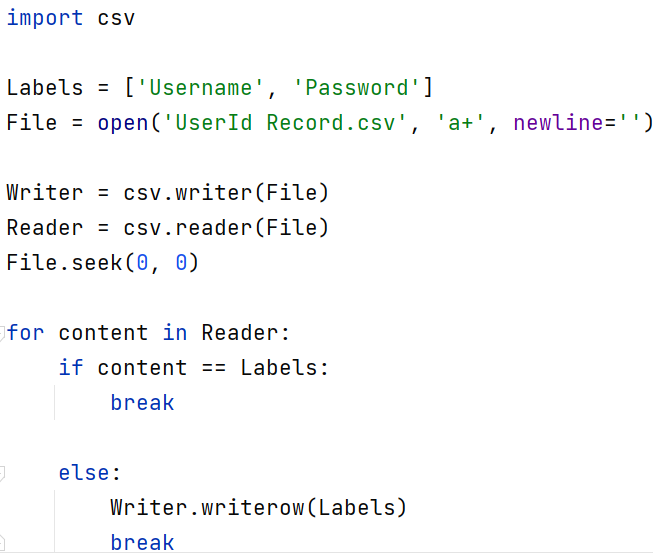 import csv
Labels = ['Username', 'Password']
File = open('UserId Record.csv', 'a+', newline='')
Writer = csv.writer(File)
Reader = csv.reader(File)
File.seek(0, 0)
for content in Reader:
    if content == Labels:
        break
    else:
        Writer.writerow(Labels)
        break